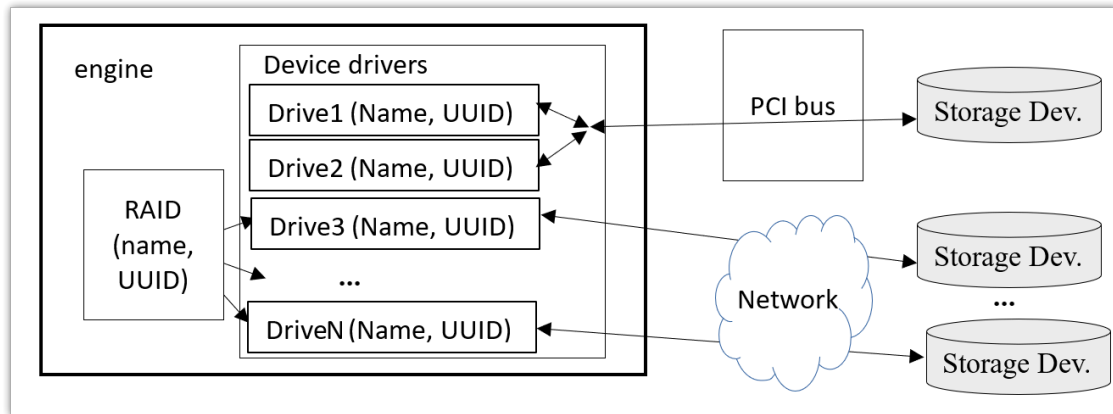 engine
Device drivers
Drive1 (Name, UUID)
Drive2 (Name, UUID)
Drive3 (Name, UUID)
...
DriveN (Name, UUID)
RAID
(name,
UUID)
PCI bus
Network
Storage Dev.
Storage Dev.
...
Storage Dev.